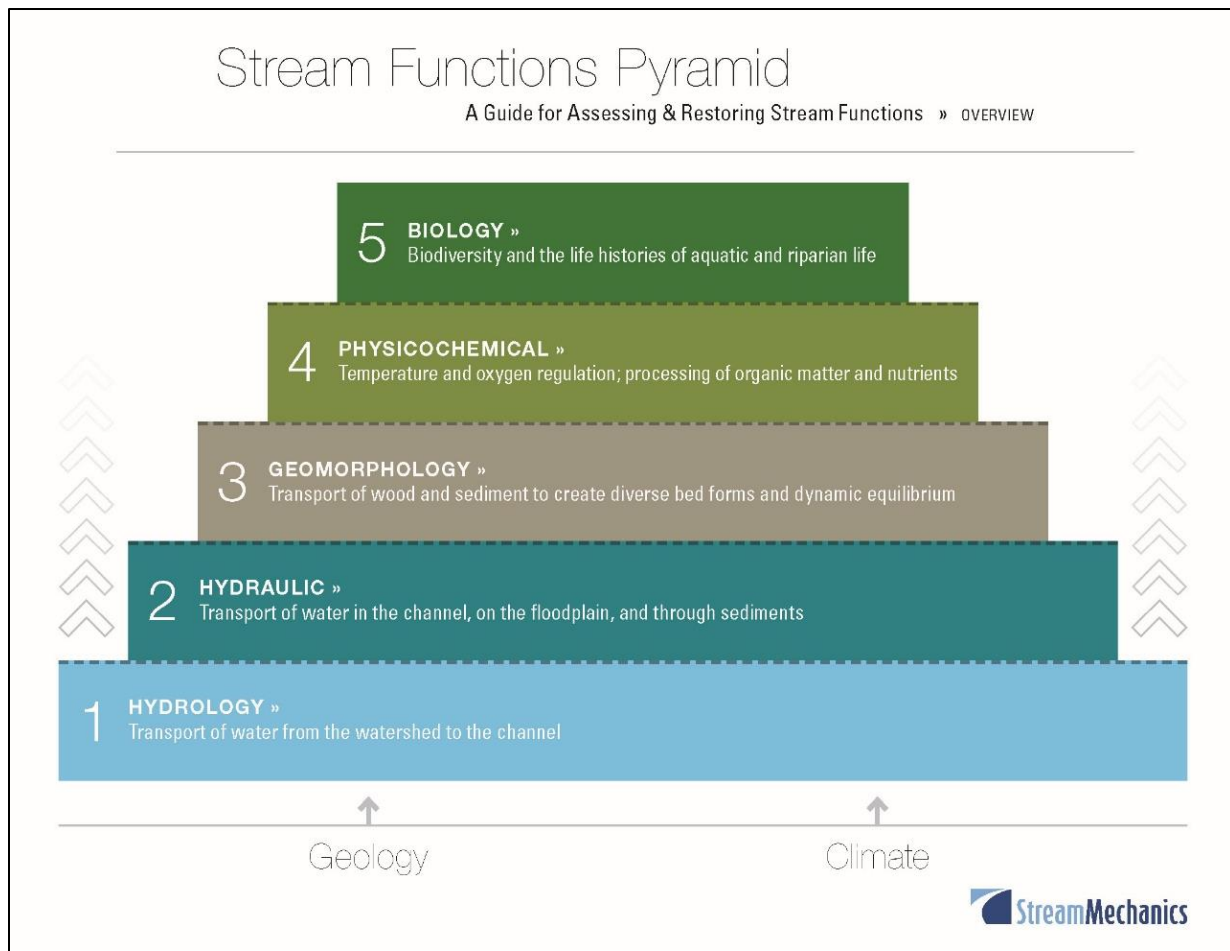 Stream Functions Pyramid
A Guide for Assessing & Restoring Stream Functions » OVERVIEW
5 BIOLOGY »
Biodiversity and the life histories of aquatic and riparian life
4 PHYSICOCHEMICAL »
Temperature and oxygen regulation; processing of organic matter and nutrients
3 GEOMORPHOLOGY »
Transport of wood and sediment to create diverse bed forms and dynamic equilibrium
2 HYDRAULIC »
Transport of water in the channel, on the floodplain, and through sediments
1 HYDROLOGY »
Transport of water from the watershed to the channel
Geology Climate
StreamMechanics